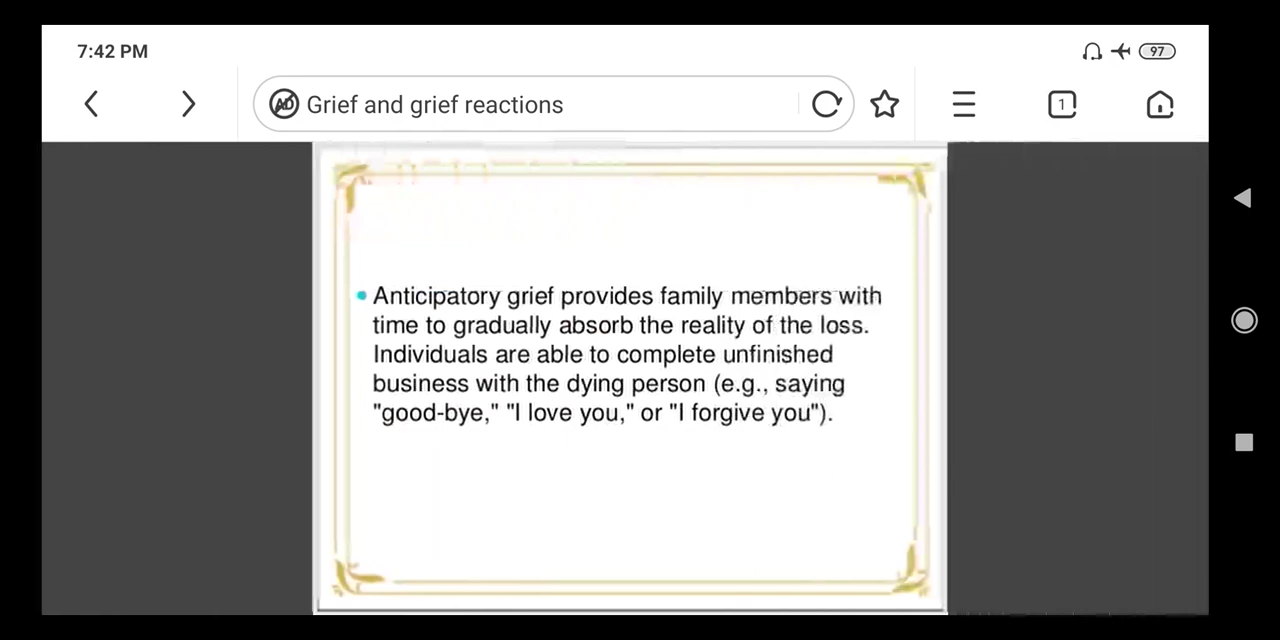 7:42 PM
97
AD Grief and grief reactions
1
• Anticipatory grief provides family members with
time to gradually absorb the reality of the loss.
Individuals are able to complete unfinished
business with the dying person (e.g., saying
"good-bye," "I love you," or "I forgive you").